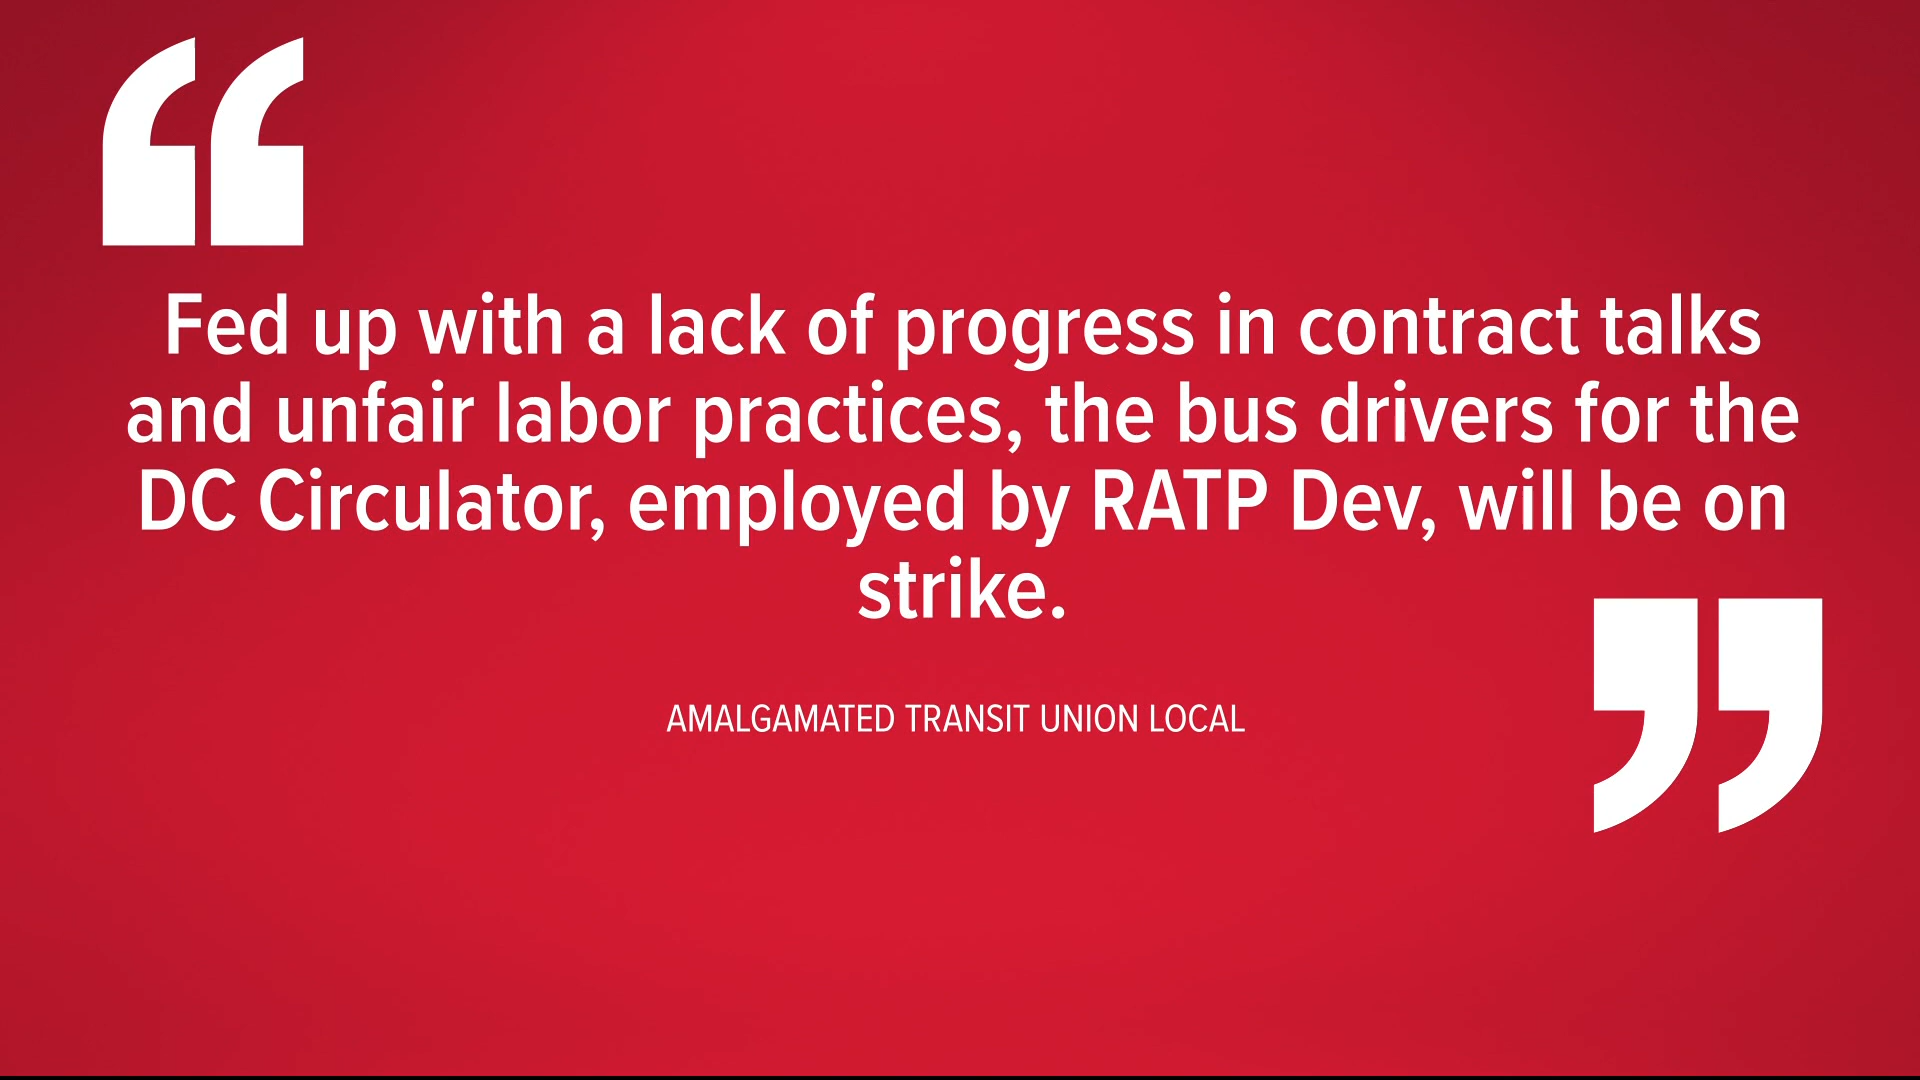 Fed up with a lack of progress in contract talks
and unfair labor practices, the bus drivers for the
DC Circulator, employed by RATP Dev, will be on
strike.
AMALGAMATED TRANSIT UNION LOCAL